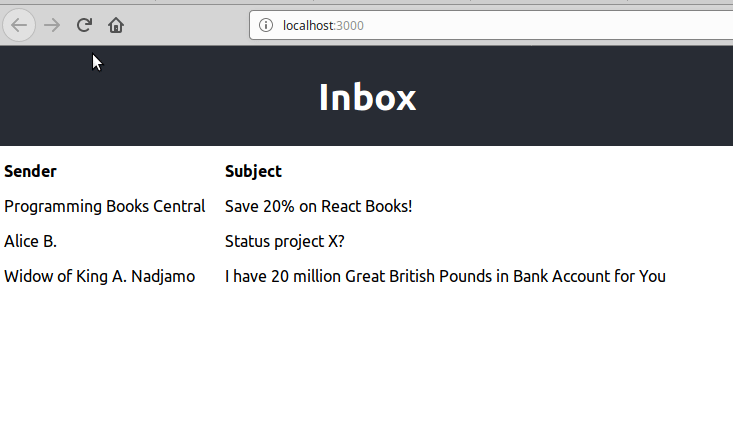 localhost:3000
Inbox
Sender Subject
Programming Books Central Save 20% on React Books!
Alice B. Status project X?
Widow of King A. Nadjamo I have 20 million Great British Pounds in Bank Account for You